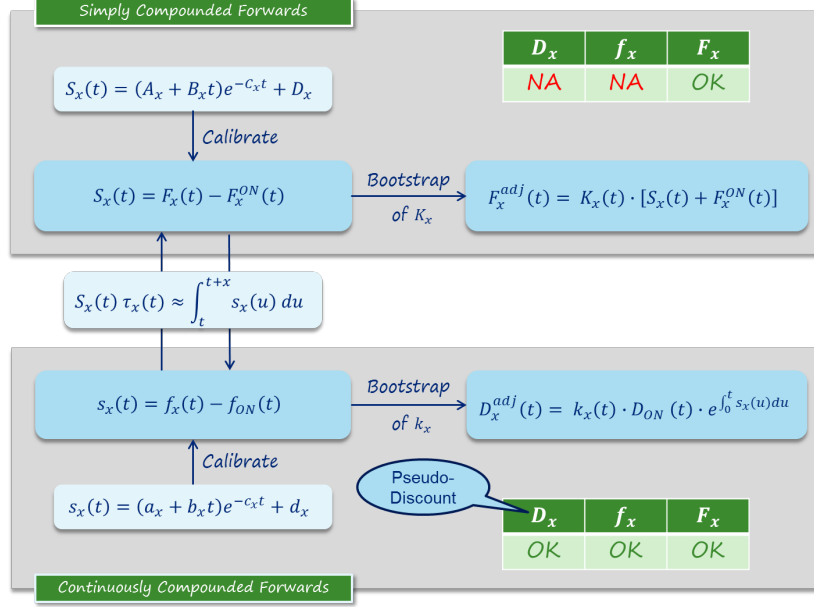 Simply Compounded Forwards
D_x f_x F_x
NA NA OK
S_x(t) = (A_x + B_x t)e^{-C_x t} + D_x
Calibrate
S_x(t) = F_x(t) − F_x^{ON}(t)
Bootstrap
of K_x
F_x^{adj}(t) = K_x(t) · [S_x(t) + F_x^{ON}(t)]
S_x(t) τ_x(t) ≈ ∫_t^{t+x} s_x(u) du
s_x(t) = f_x(t) − f_{ON}(t)
Bootstrap
of k_x
D_x^{adj}(t) = k_x(t) · D_{ON} (t) · e^{∫_0^t s_x(u)du}
Calibrate
s_x(t) = (a_x + b_x t)e^{-c_x t} + d_x
Pseudo-
Discount
D_x f_x F_x
OK OK OK
Continuously Compounded Forwards